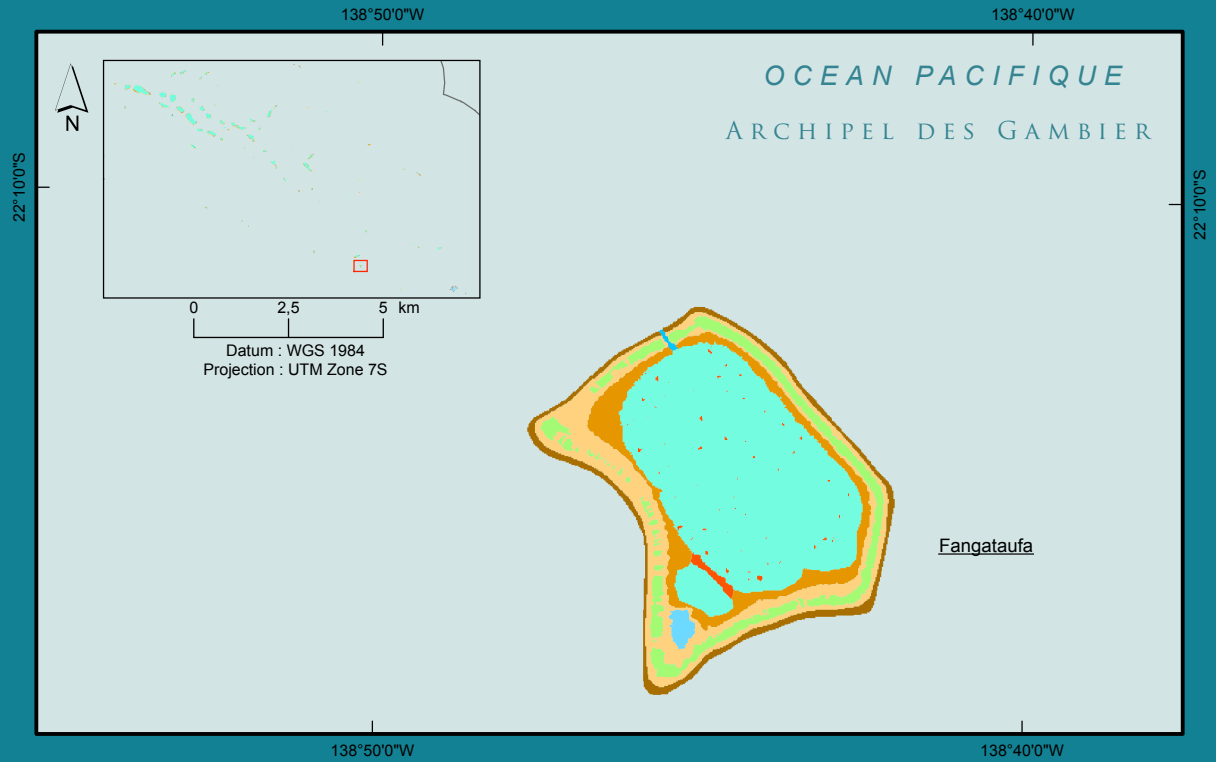 138°50'0"W
138°40'0"W
OCEAN PACIFIQUE
ARCHIPEL DES GAMBIER
N
22°10'0"S
22°10'0"S
0 2,5 5 km
Datum : WGS 1984
Projection : UTM Zone 7S
Fangataufa
138°50'0"W
138°40'0"W